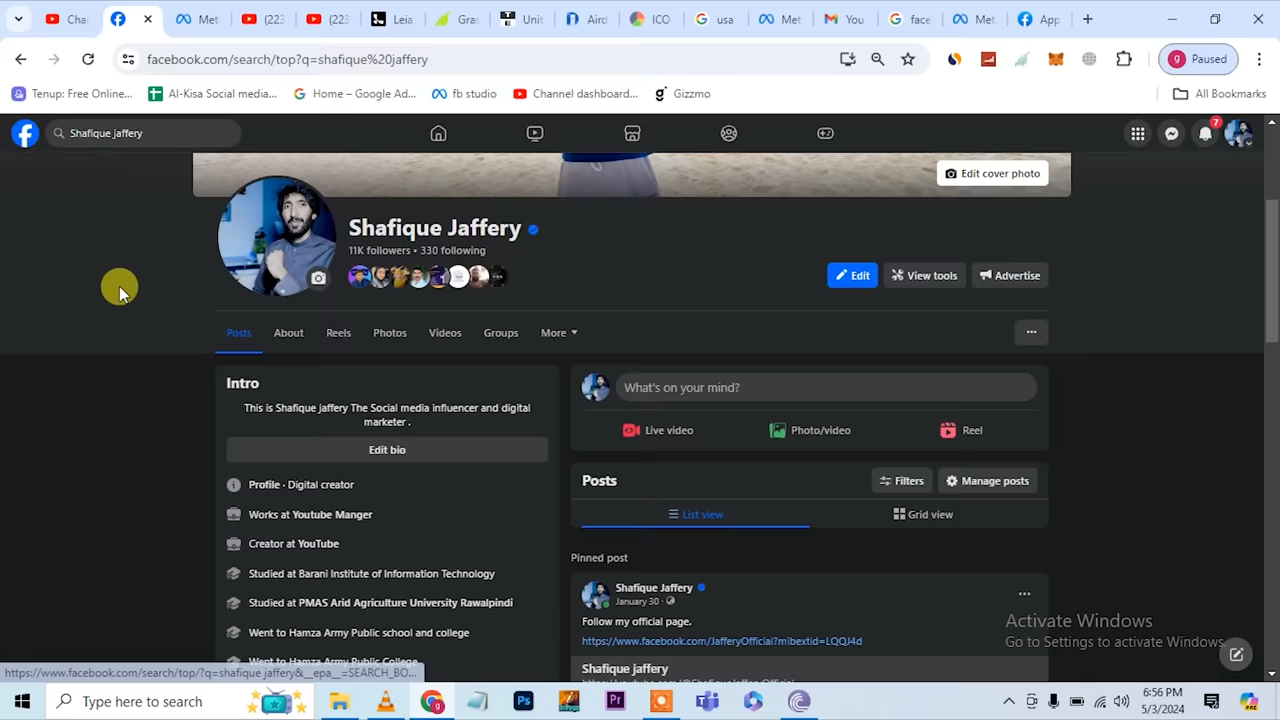 Cha
Met
(223
(223
Leia
Gras
Unit
Aird
ICO
usa
Met
You
face
Met
App
facebook.com/search/top?q=shafique%20jaffery
g Paused
Tenup: Free Online...
Al-Kisa Social media...
Home – Google Ad...
fb studio
Channel dashboard...
Gizzmo
All Bookmarks
Shafique jaffery
7
Edit cover photo
Shafique Jaffery
11K followers • 330 following
Edit
View tools
Advertise
Posts
About
Reels
Photos
Videos
Groups
More
Intro
This is Shafique jaffery The Social media influencer and digital
marketer .
Edit bio
Profile · Digital creator
Works at Youtube Manger
Creator at YouTube
Studied at Barani Institute of Information Technology
Studied at PMAS Arid Agriculture University Rawalpindi
Went to Hamza Army Public school and college
Went to Hamza Army Public College
What's on your mind?
Live video
Photo/video
Reel
Posts
Filters
Manage posts
List view
Grid view
Pinned post
Shafique Jaffery
January 30 ·
Follow my official page.
https://www.facebook.com/JafferyOfficial?mibextid=LQQJ4d
Shafique jaffery
Activate Windows
Go to Settings to activate Windows.
https://www.facebook.com/search/top/?q=shafique jaffery&__epa__=SEARCH_BO...
Type here to search
6:56 PM
5/3/2024